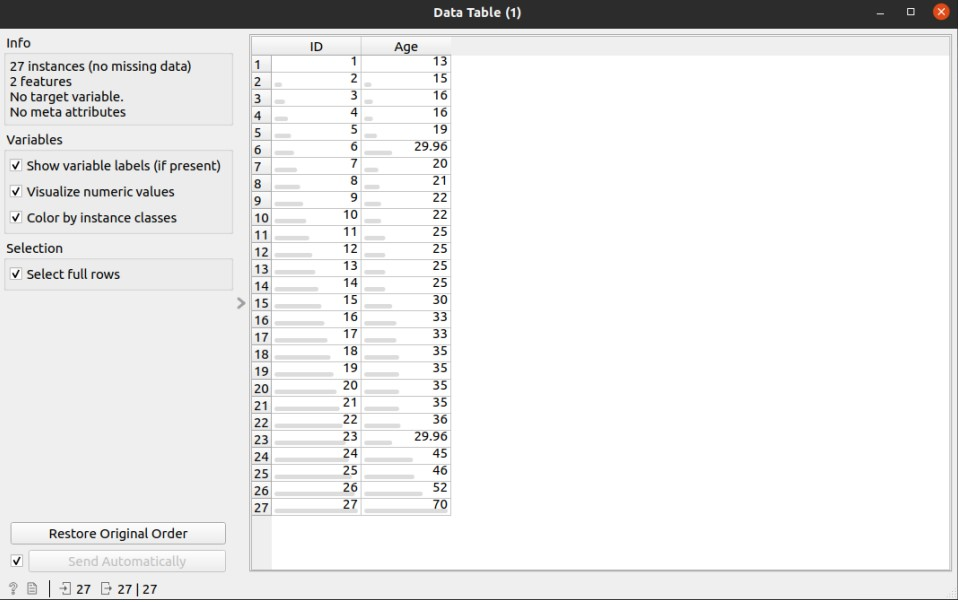 Data Table (1)
Info
27 instances (no missing data)
2 features
No target variable.
No meta attributes
Variables
Show variable labels (if present)
Visualize numeric values
Color by instance classes
Selection
Select full rows
Restore Original Order
Send Automatically
ID Age
1 1 13
2 2 15
3 3 16
4 4 16
5 5 19
6 6 29.96
7 7 20
8 8 21
9 9 22
10 10 22
11 11 25
12 12 25
13 13 25
14 14 25
15 15 30
16 16 33
17 17 33
18 18 35
19 19 35
20 20 35
21 21 35
22 22 36
23 23 29.96
24 24 45
25 25 46
26 26 52
27 27 70
? 27 27 | 27